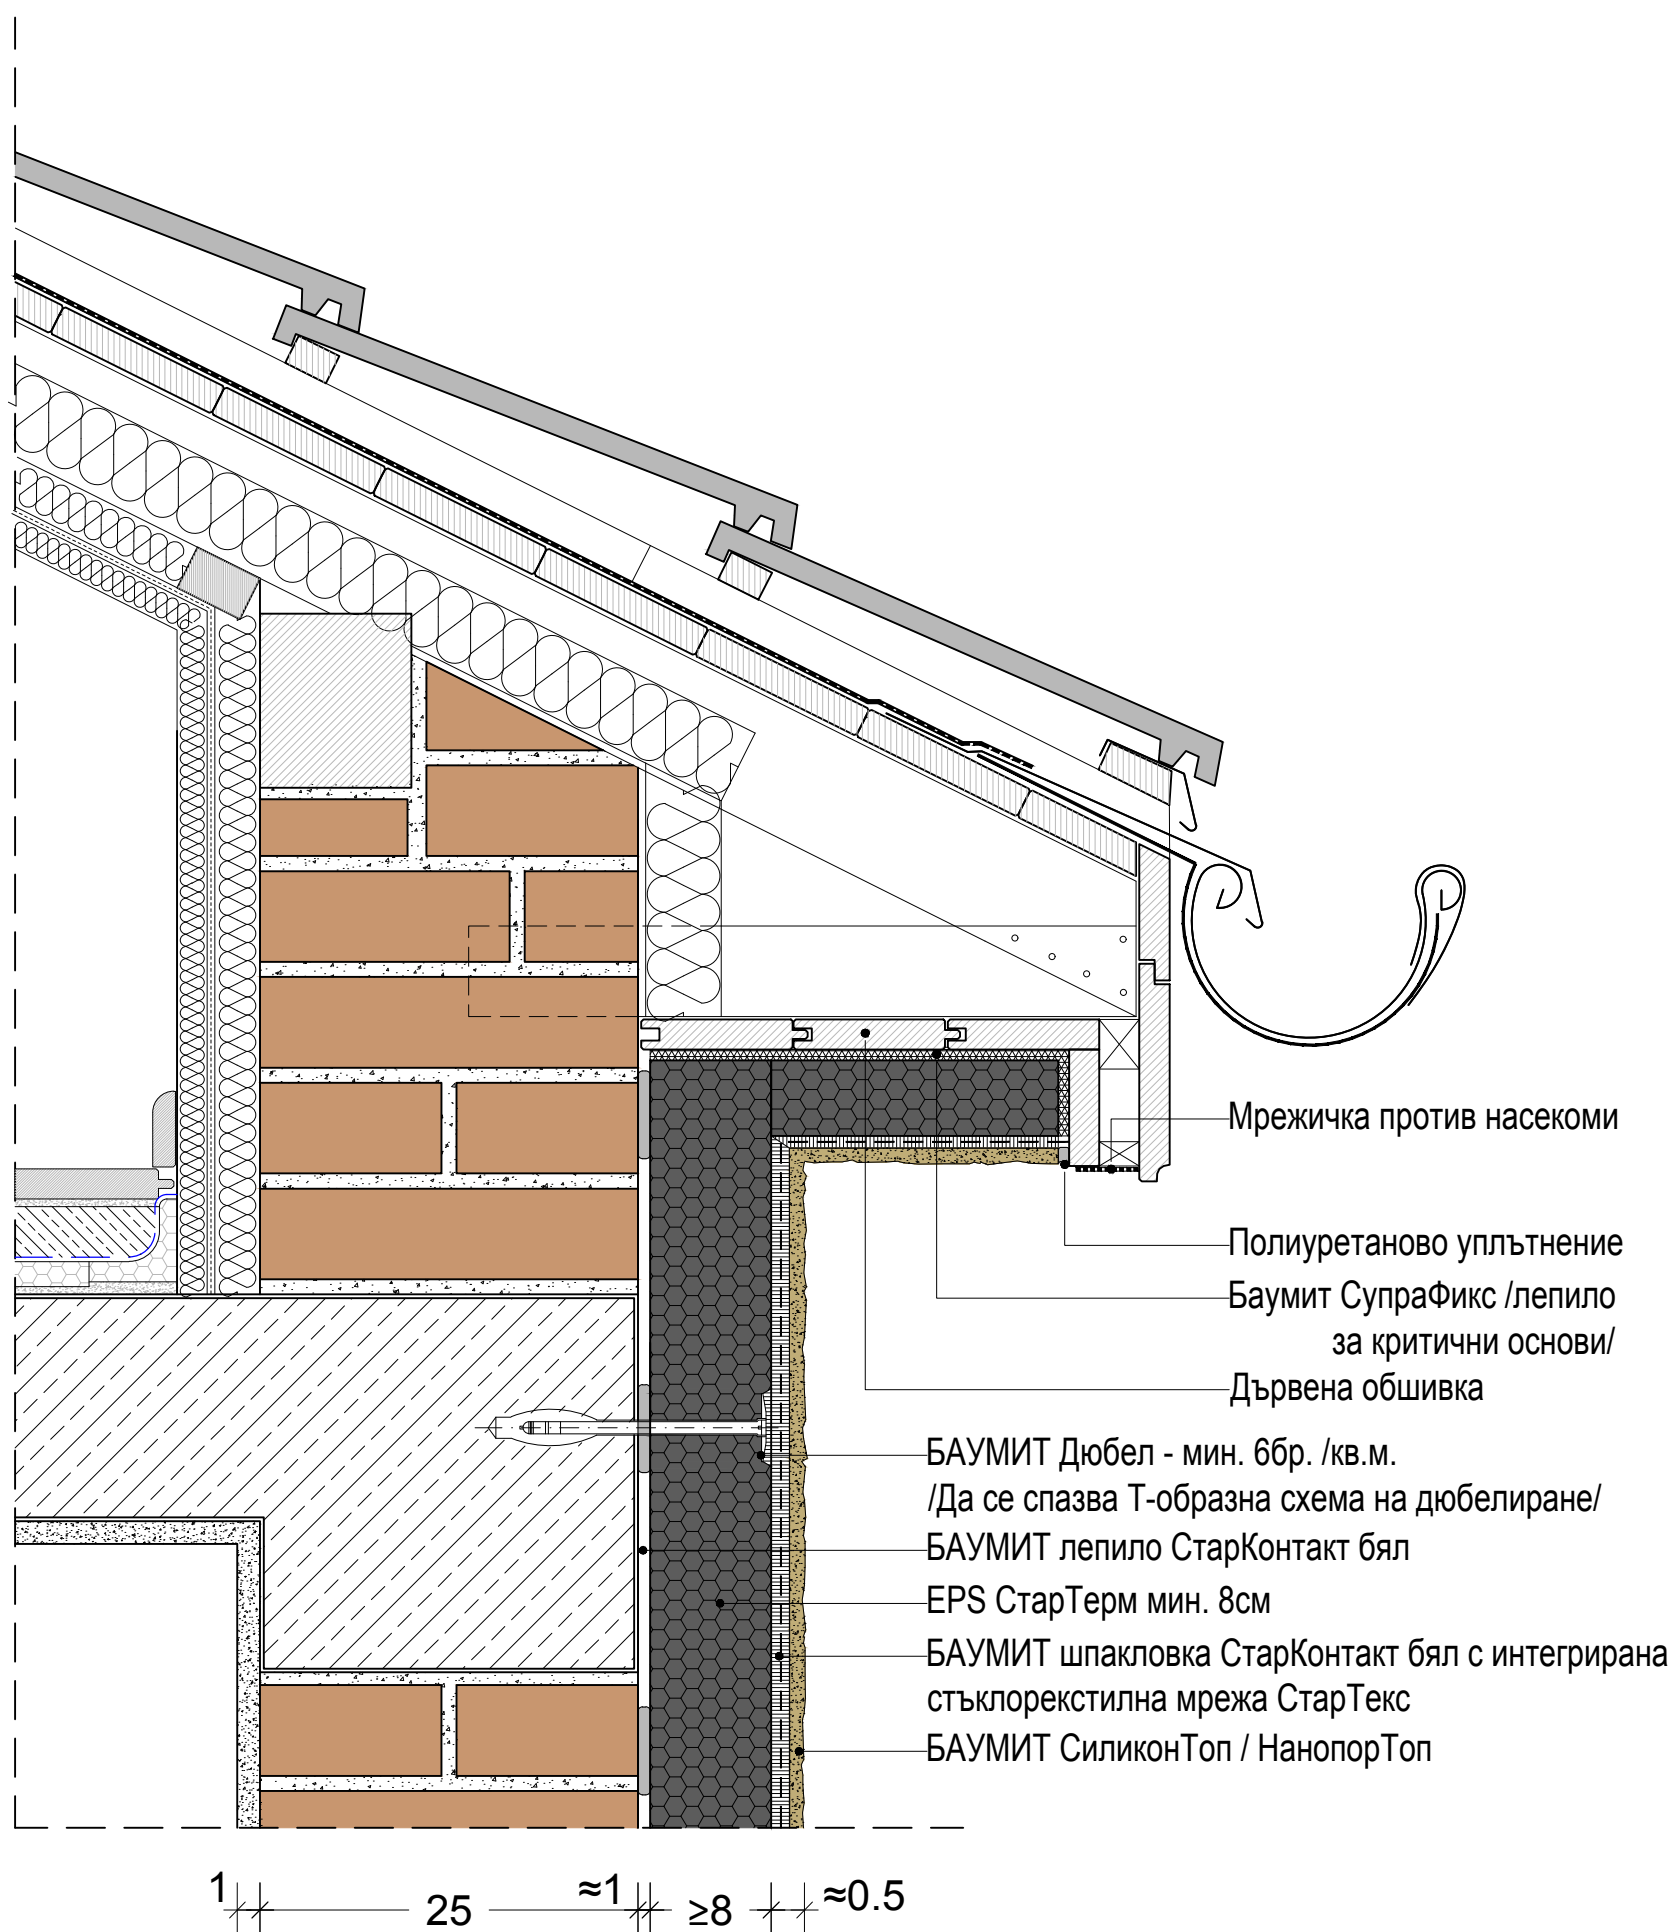 Мрежичка против насекоми
Полиуретаново уплътнение
Баумит СупраФикс /лепило
за критични основи/
Дървена обшивка
БАУМИТ Дюбел - мин. 6бр. /кв.м.
/Да се спазва Т-образна схема на дюбелиране/
БАУМИТ лепило СтарКонтакт бял
EPS СтарТерм мин. 8см
БАУМИТ шпакловка СтарКонтакт бял с интегрирана
стъклорекстилна мрежа СтарТекс
БАУМИТ СиликонТоп / НанопорТоп
1 25 ≈1 ≥8 ≈0.5